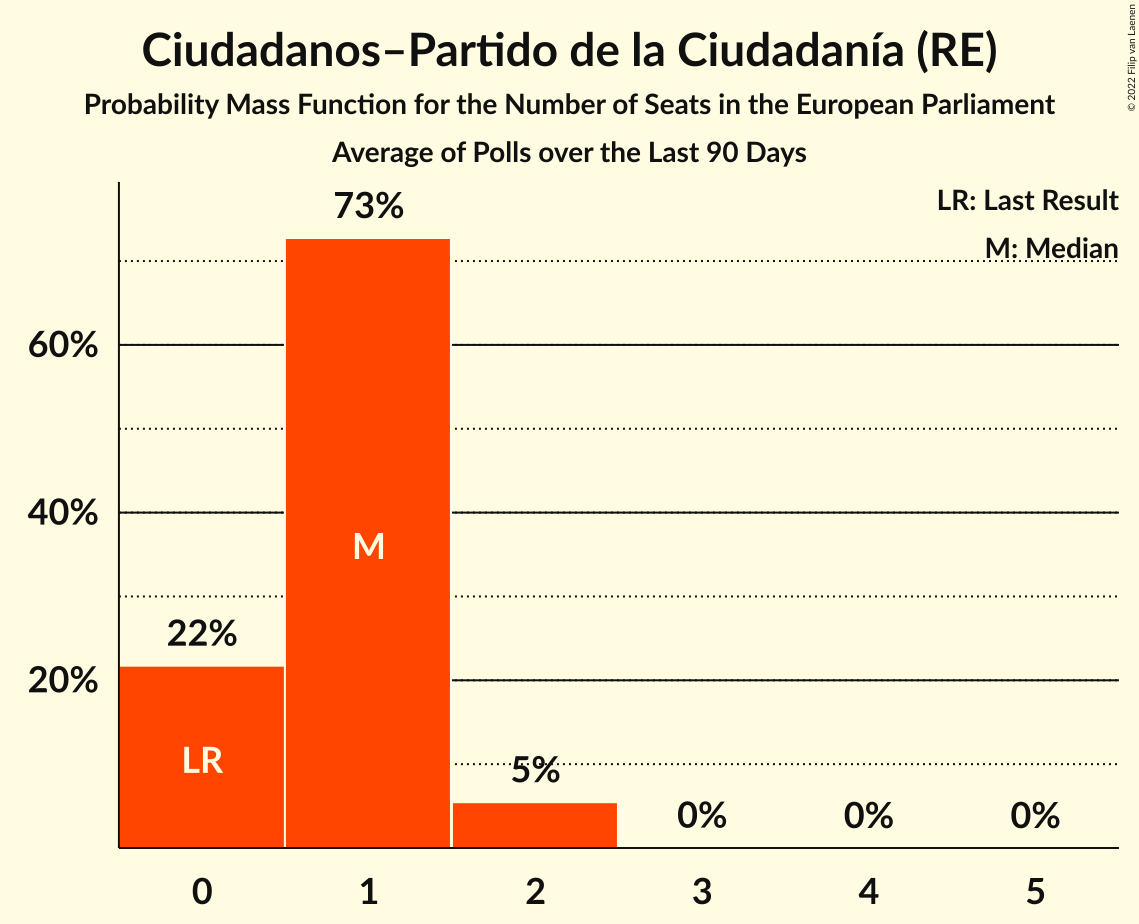 Ciudadanos–Partido de la Ciudadanía (RE)
Probability Mass Function for the Number of Seats in the European Parliament
Average of Polls over the Last 90 Days
© 2022 Filip van Laenen
LR: Last Result
M: Median
73%
60%
40%
M
22%
20%
LR
5%
0%
0%
0%
0
1
2
3
4
5